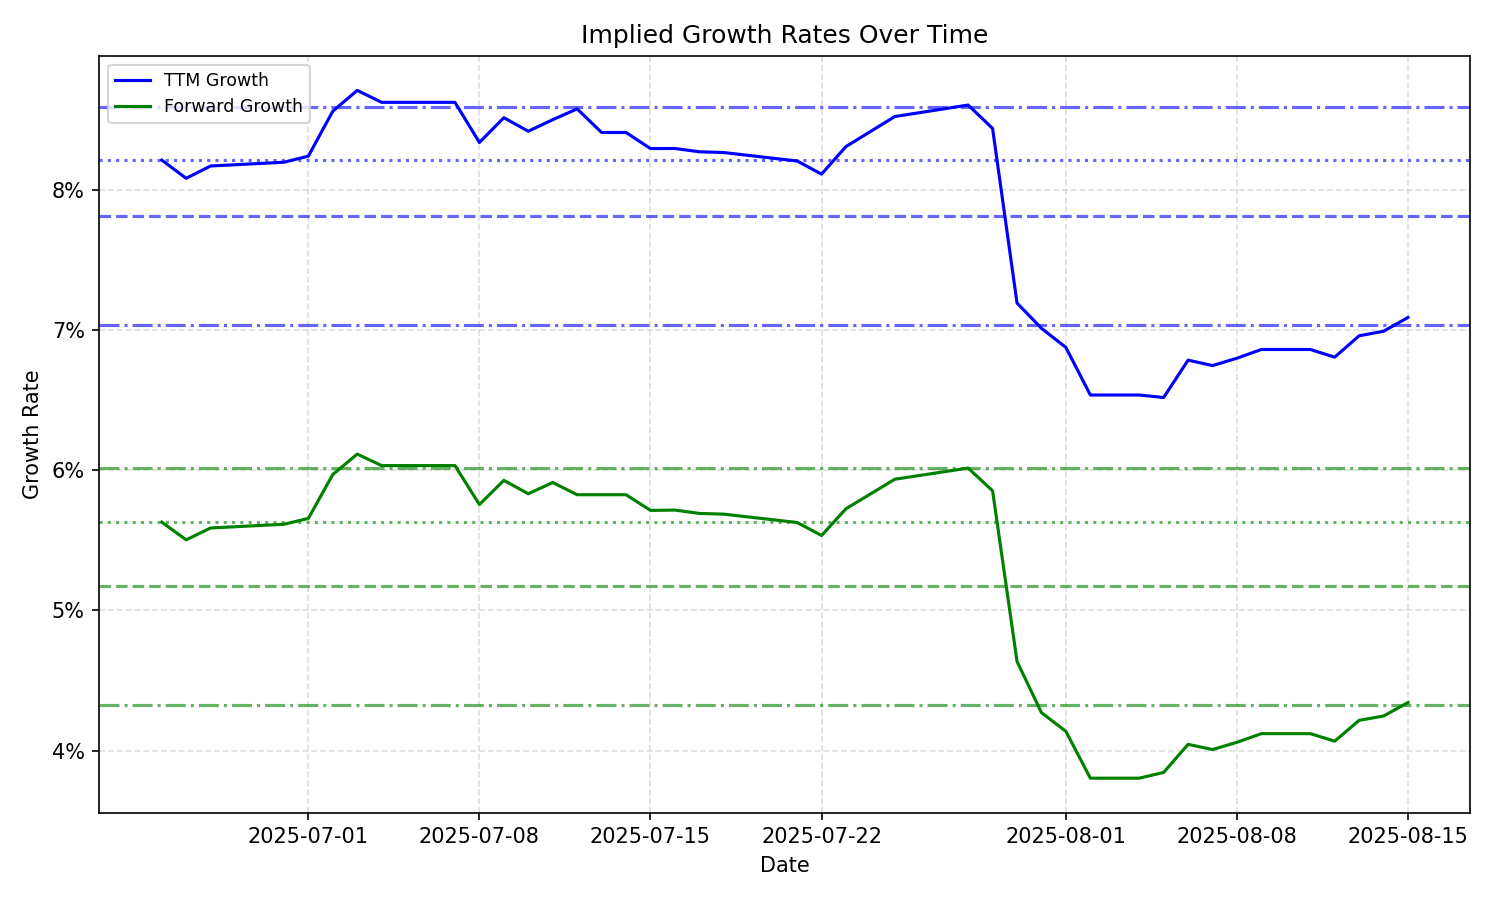 Implied Growth Rates Over Time
TTM Growth
Forward Growth
8%
7%
6%
5%
4%
Growth Rate
2025-07-01
2025-07-08
2025-07-15
2025-07-22
2025-08-01
2025-08-08
2025-08-15
Date